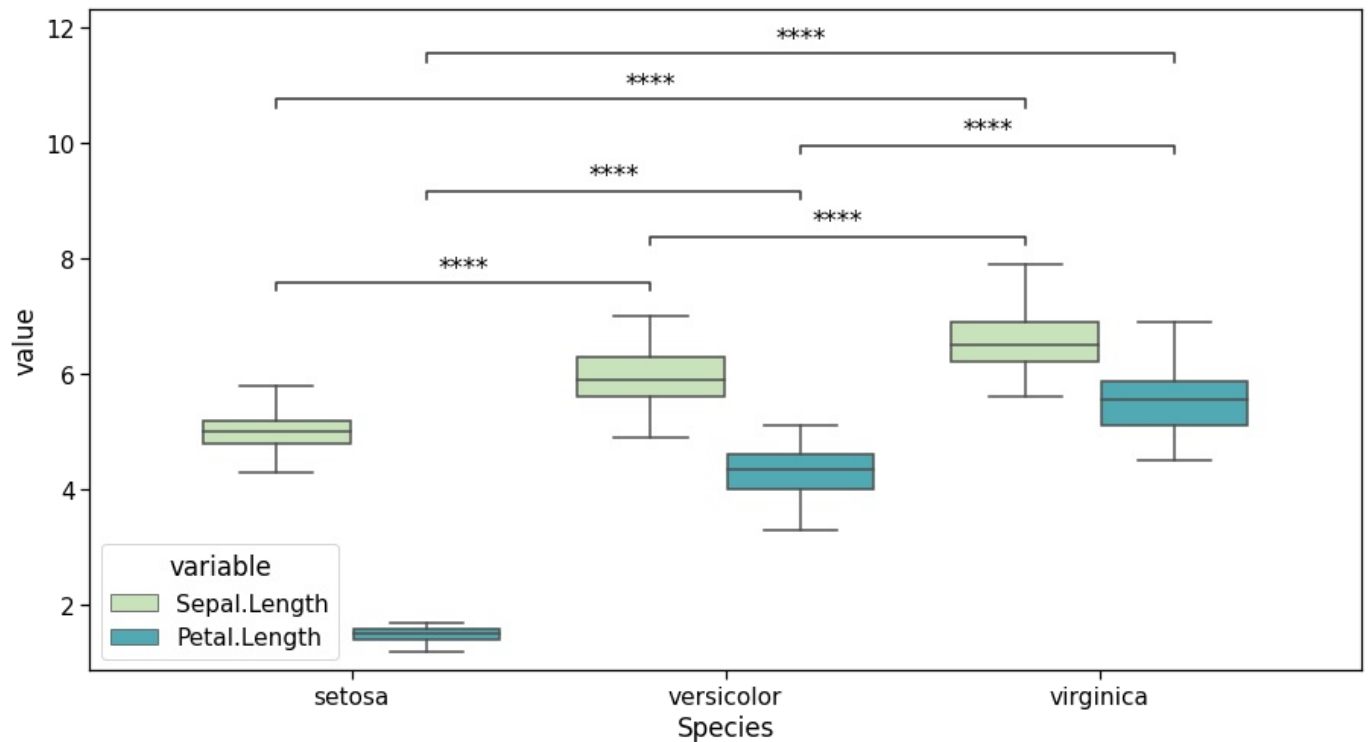 12
****
****
10
****
****
****
8
****
value
6
4
variable
Sepal.Length
2
Petal.Length
setosa
versicolor
virginica
Species